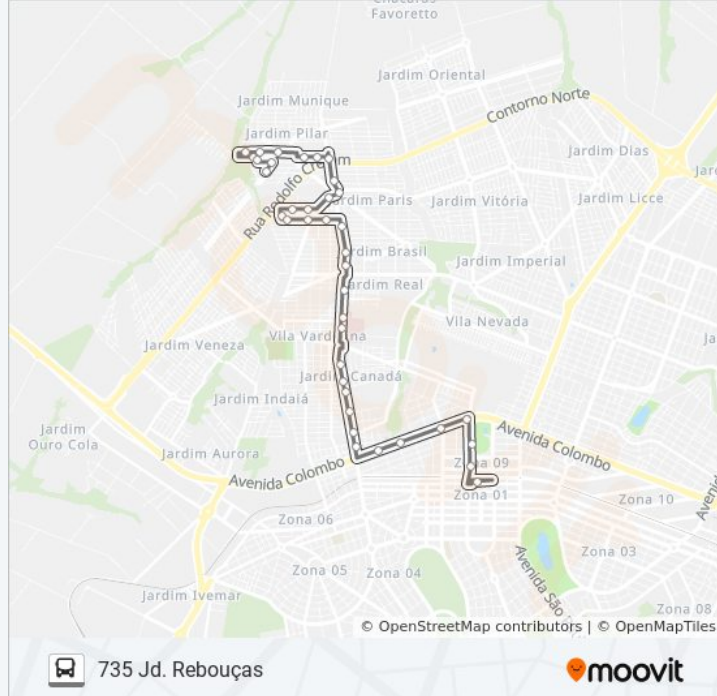 Chácaras
Favoretto
Jardim Oriental
Jardim Munique
Contorno Norte
Jardim Pilar
Jardim Dias
Rua Rodolfo Cremm
Jardim Paris
Jardim Vitória
Jardim Licce
Jardim Brasil
Jardim Imperial
Jardim Real
Vila Nevada
Vila Vardelina
Jardim Veneza
Jardim Canadá
Jardim Indaiá
Jardim
Ouro Cola
Jardim Aurora
Avenida Colombo
Avenida Colombo
Zona 09
Zona 01
Zona 10
Zona 06
Zona 03
Zona 05
Zona 04
Jardim Ivemar
Avenida São
Zona 08
© OpenStreetMap contributors | © OpenMapTiles
735 Jd. Rebouças
moovit